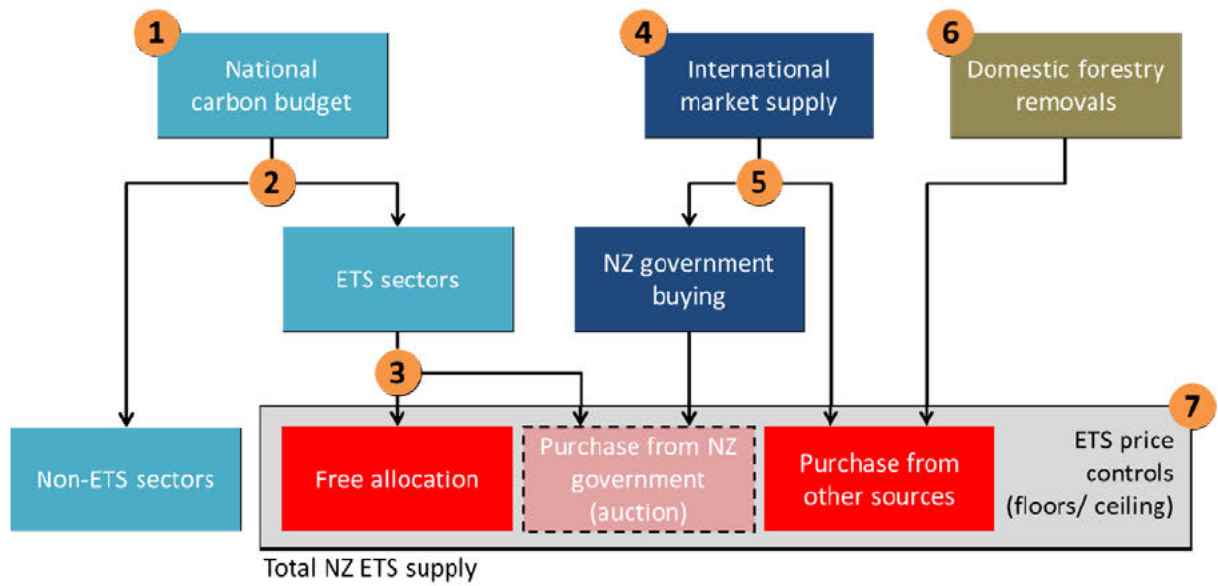 1
National
carbon budget
4
International
market supply
6
Domestic forestry
removals
2
5
ETS sectors
NZ government
buying
3
7
Non-ETS sectors
Free allocation
Purchase from NZ
government
(auction)
Purchase from
other sources
ETS price
controls
(floors/ ceiling)
Total NZ ETS supply